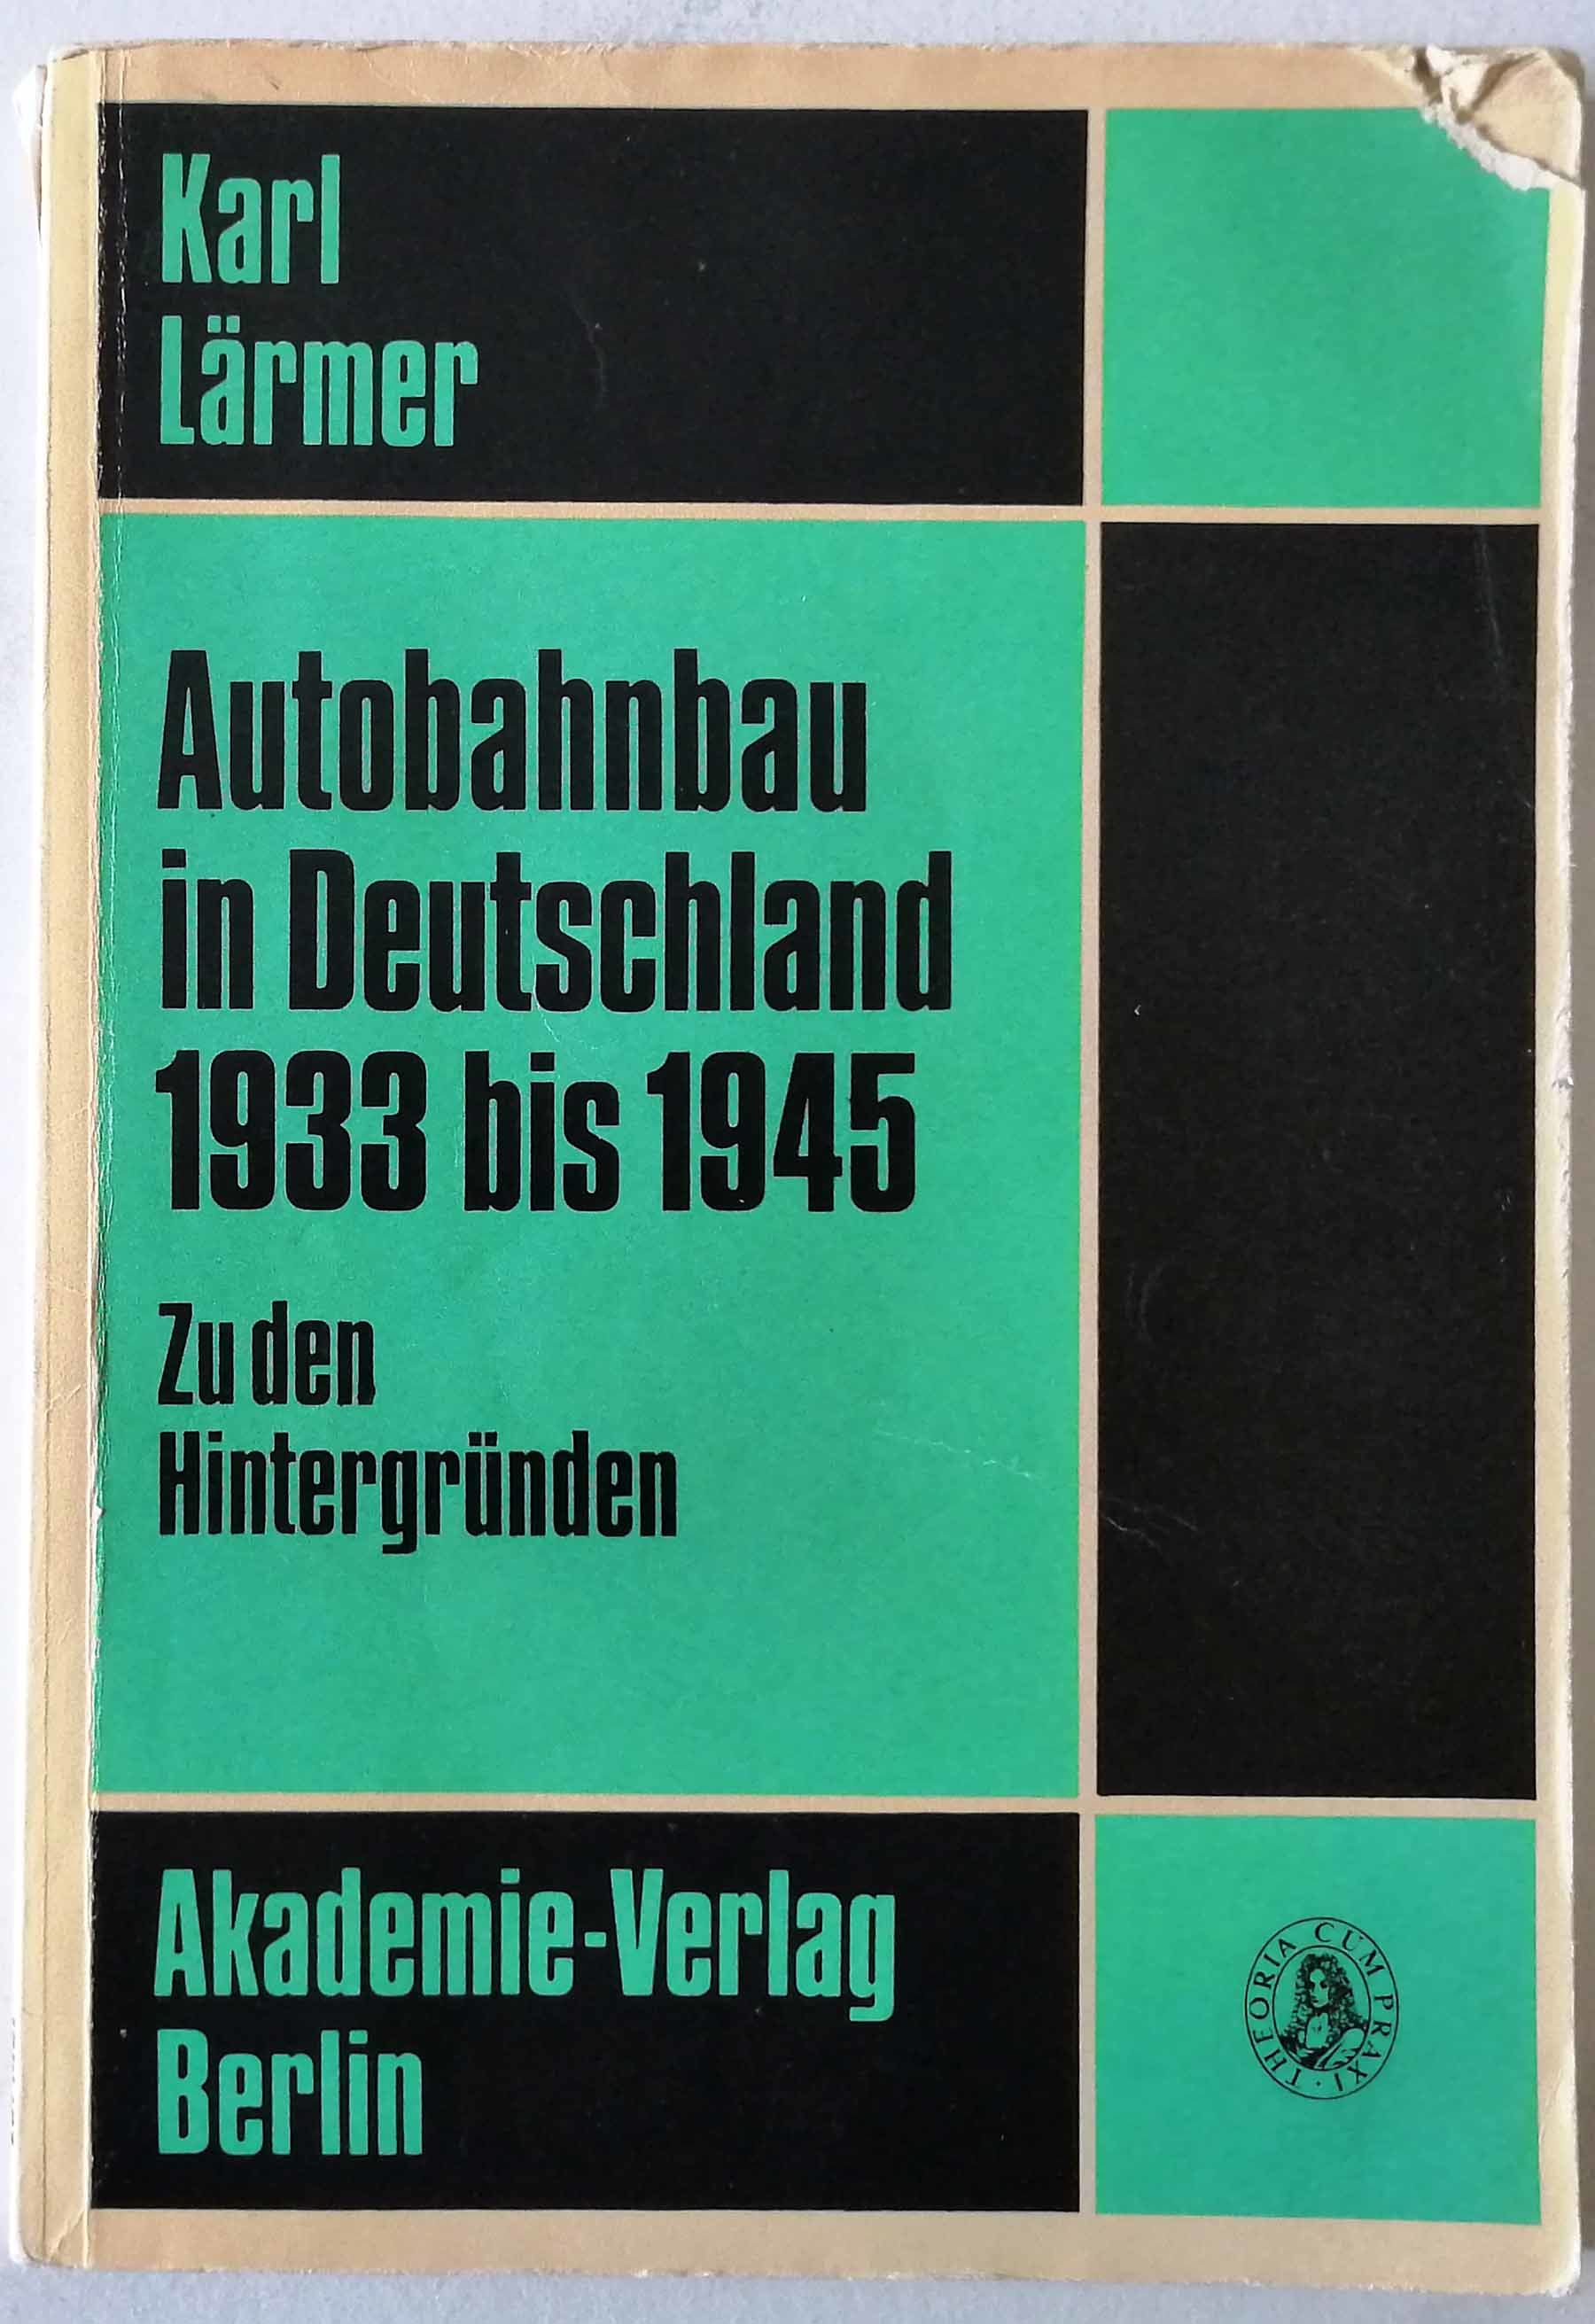 Karl
Lärmer
Autobahnbau
in Deutschland
1933 bis 1945
Zu den
Hintergründen
Akademie-Verlag
Berlin
THEORIA CUM PRAXI ·